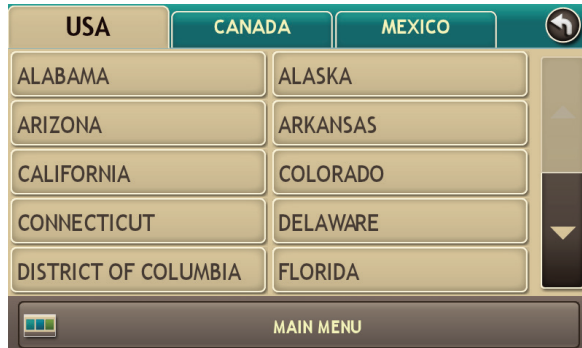 USA CANADA MEXICO
ALABAMA ALASKA
ARIZONA ARKANSAS
CALIFORNIA COLORADO
CONNECTICUT DELAWARE
DISTRICT OF COLUMBIA FLORIDA
MAIN MENU